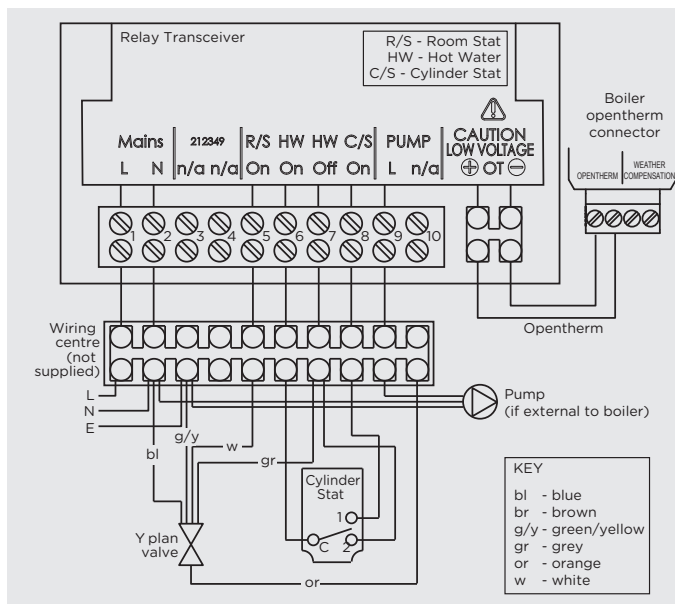 Relay Transceiver
R/S - Room Stat
HW - Hot Water
C/S - Cylinder Stat
Boiler
opentherm
connector
Mains
212349
R/S HW HW C/S
PUMP
CAUTION
LOW VOLTAGE
L N
n/a n/a
On On Off On
L n/a
+ OT −
OPENTHERM
WEATHER
COMPENSATION
1 2 3 4 5 6 7 8 9 10
Opentherm
Wiring
centre
(not
supplied)
L
N
E
Pump
(if external to boiler)
g/y
bl
w
gr
Cylinder
Stat
1
C 2
Y plan
valve
or
KEY
bl - blue
br - brown
g/y - green/yellow
gr - grey
or - orange
w - white